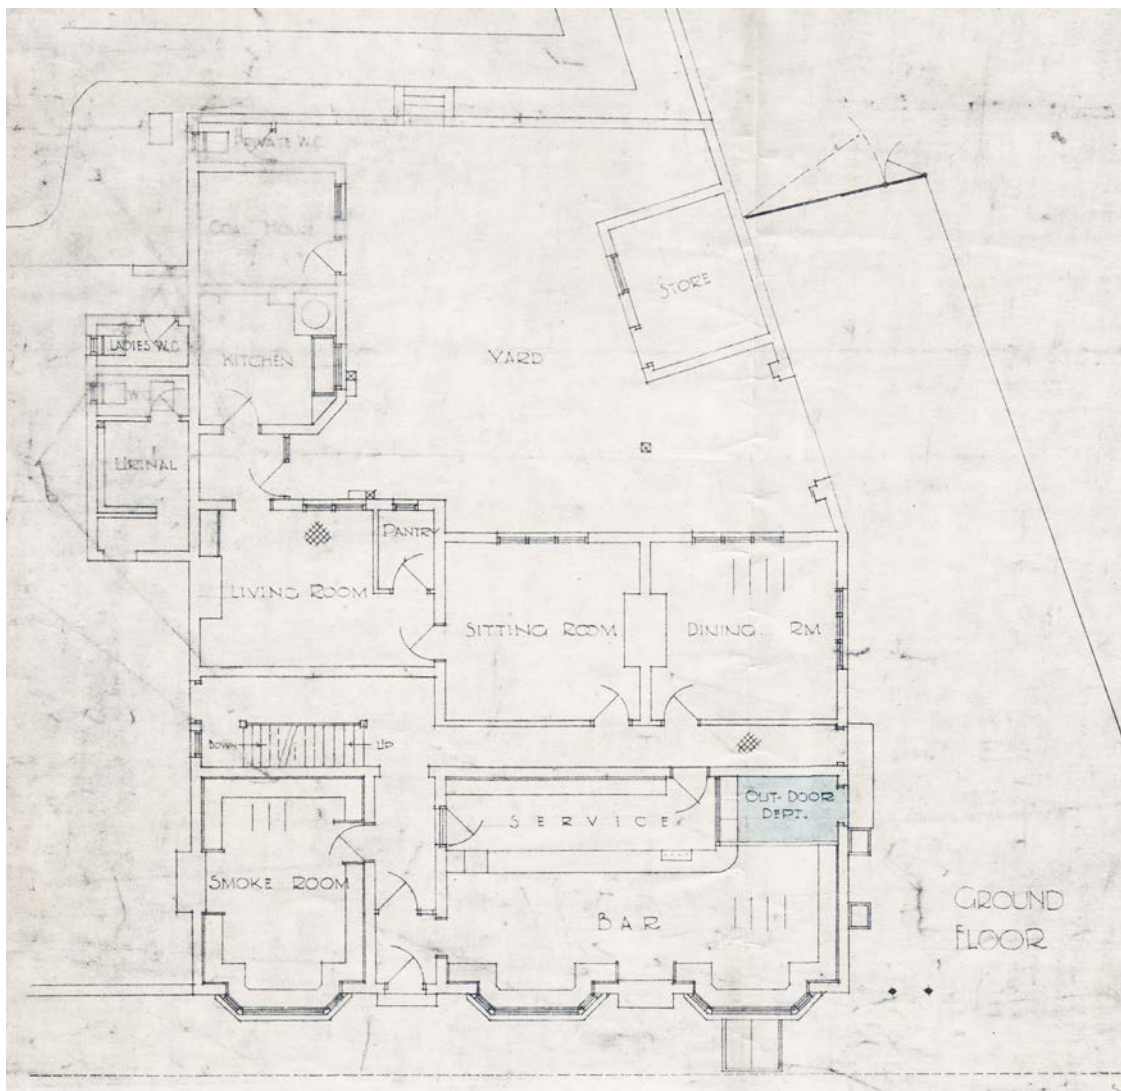 PRIVATE W.C.
COAL HOUSE
STORE
LADIES W.C.
KITCHEN
YARD
W.C.
URINAL
PANTRY
LIVING ROOM
SITTING ROOM
DINING RM
DOWN
UP
OUT-DOOR
DEPT.
SERVICE
SMOKE ROOM
BAR
GROUND
FLOOR